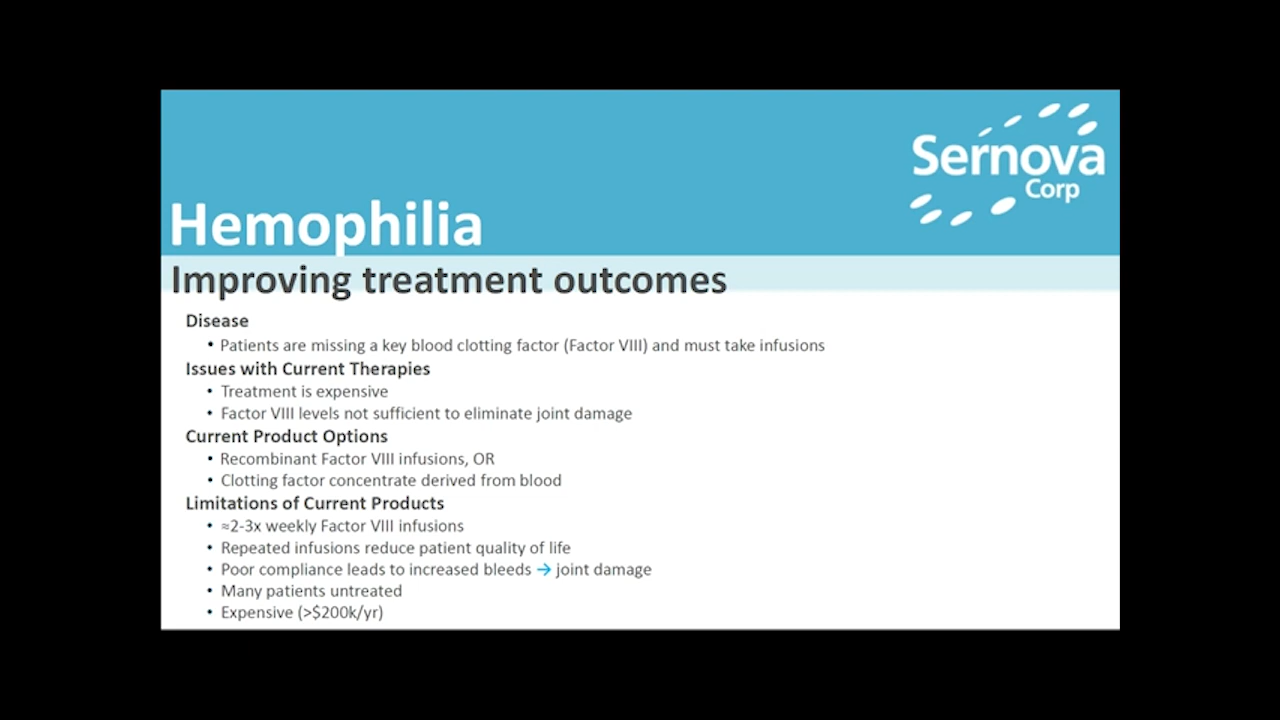 Sernova
Corp
Hemophilia
Improving treatment outcomes
Disease
• Patients are missing a key blood clotting factor (Factor VIII) and must take infusions
Issues with Current Therapies
• Treatment is expensive
• Factor VIII levels not sufficient to eliminate joint damage
Current Product Options
• Recombinant Factor VIII infusions, OR
• Clotting factor concentrate derived from blood
Limitations of Current Products
• ≈2-3x weekly Factor VIII infusions
• Repeated infusions reduce patient quality of life
• Poor compliance leads to increased bleeds → joint damage
• Many patients untreated
• Expensive (>$200k/yr)